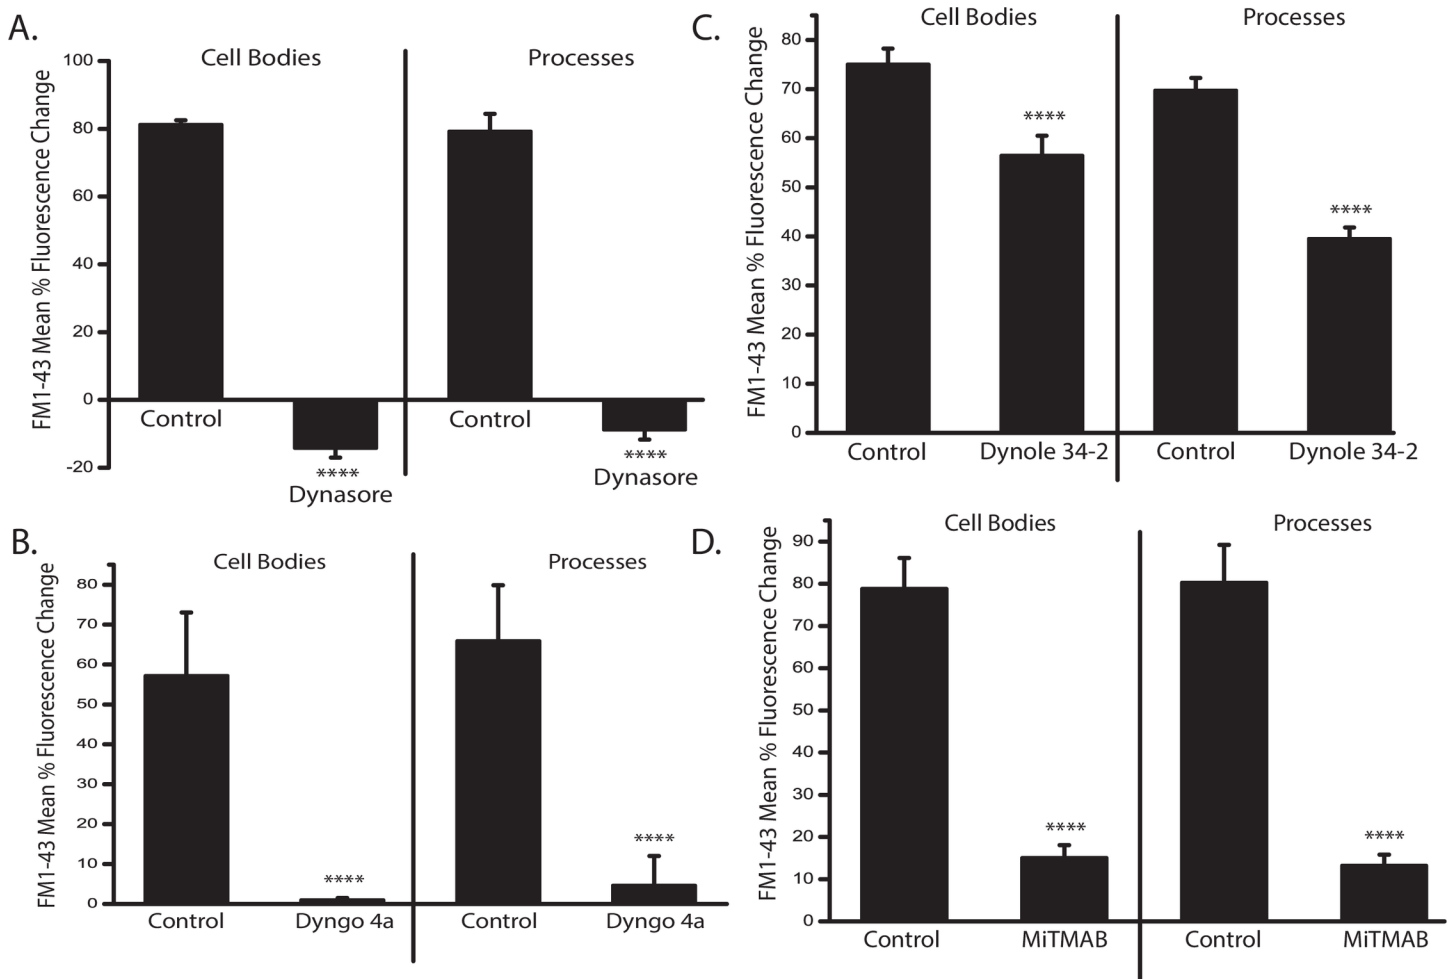 A.
Cell Bodies
Processes
FM1-43 Mean % Fluorescence Change
100
80
60
40
20
0
-20
Control
****
Dynasore
Control
****
Dynasore
B.
Cell Bodies
Processes
FM1-43 Mean % Fluorescence Change
80
70
60
50
40
30
20
10
0
****
****
Control
Dyngo 4a
Control
Dyngo 4a
C.
Cell Bodies
Processes
FM1-43 Mean % Fluorescence Change
80
70
60
50
40
30
20
10
0
****
****
Control
Dynole 34-2
Control
Dynole 34-2
D.
Cell Bodies
Processes
FM1-43 Mean % Fluorescence Change
90
80
70
60
50
40
30
20
10
0
****
****
Control
MiTMAB
Control
MiTMAB